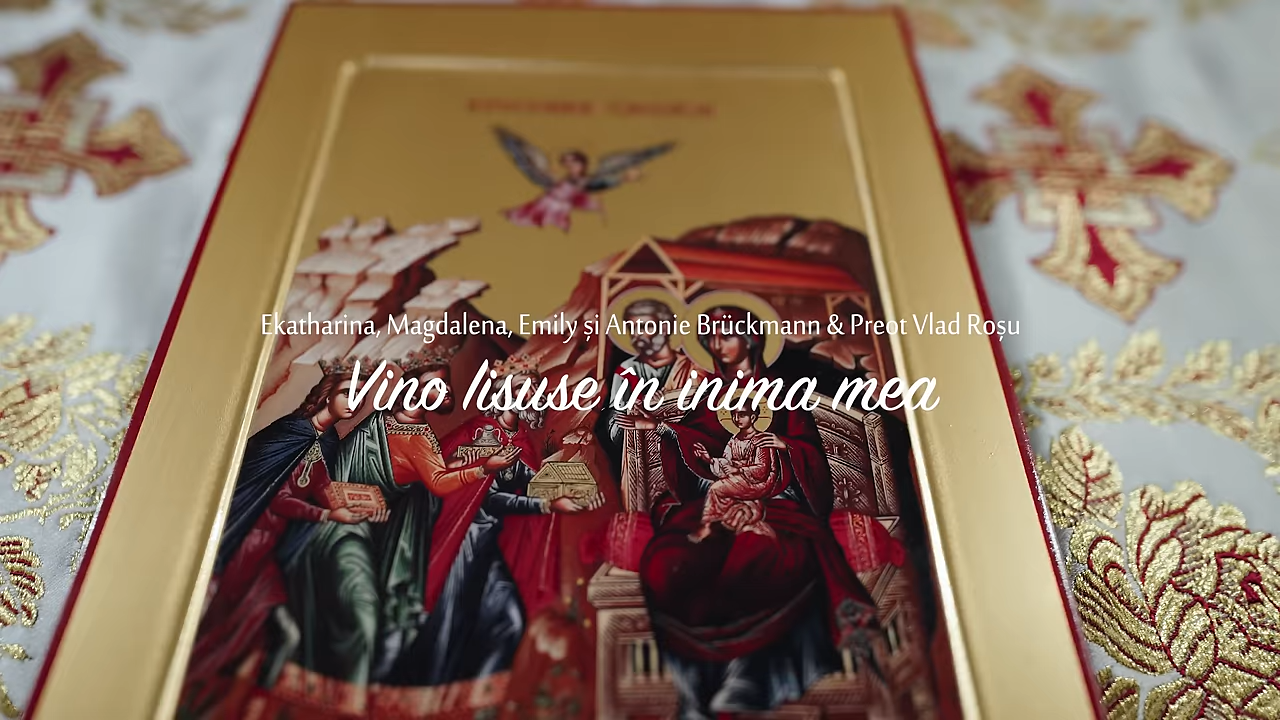 Ekatharina, Magdalena, Emily și Antonie Brückmann & Preot Vlad Roșu
Vino Iisuse în inima mea